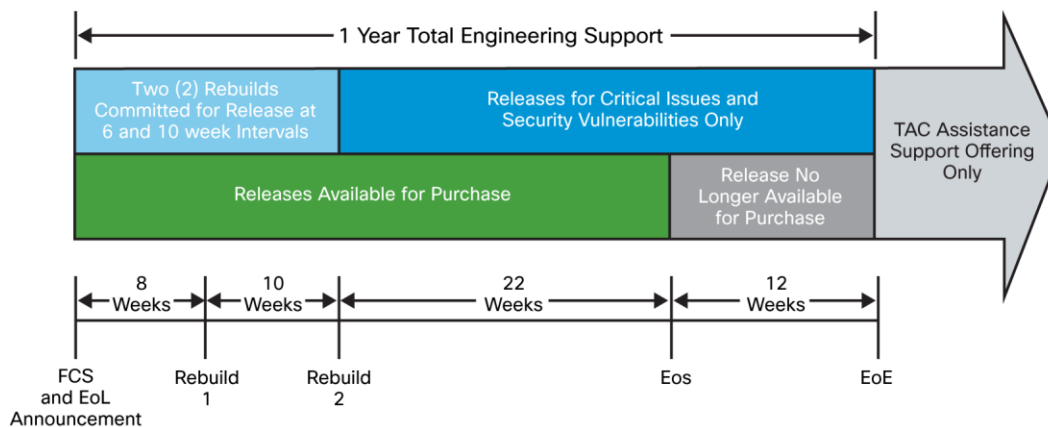 1 Year Total Engineering Support
Two (2) Rebuilds
Committed for Release at
6 and 10 week Intervals
Releases for Critical Issues and
Security Vulnerabilities Only
TAC Assistance
Support Offering
Only
Releases Available for Purchase
Release No
Longer Available
for Purchase
8
Weeks
10
Weeks
22
Weeks
12
Weeks
FCS
and EoL
Announcement
Rebuild
1
Rebuild
2
Eos
EoE